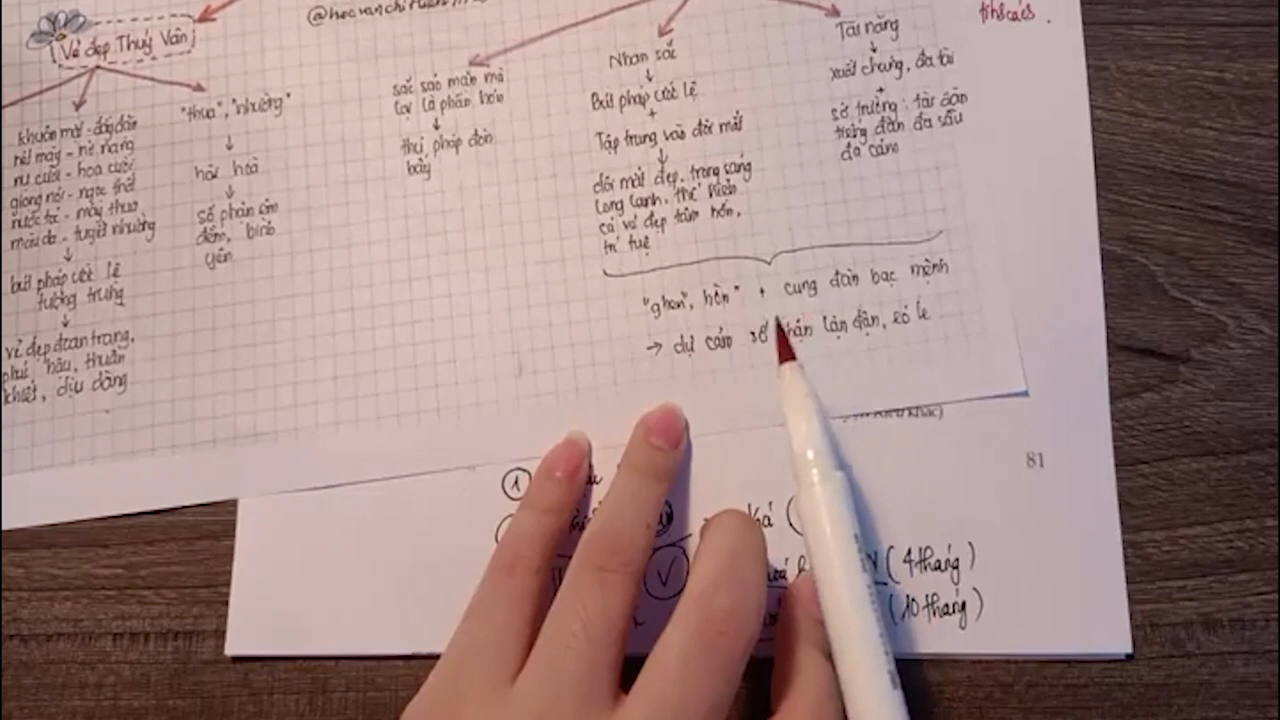 Vẻ đẹp Thuý Vân
khuôn mặt - đầy đặn
nét mày - nở nang
nụ cười - hoa cười
giọng nói - ngọc thốt
nước tóc - mây thua
màu da - tuyết nhường
↓
bút pháp ước lệ
tượng trưng
↓
vẻ đẹp đoan trang,
phúc hậu, thuần
khiết, dịu dàng
"thua", "nhường"
↓
hài hoà
↓
số phận êm
đềm, bình
yên
sắc sảo mặn mà
lại là phần hơn
↓
thủ pháp đòn
bẩy
Nhan sắc
↓
Bút pháp ước lệ
+
Tập trung vào đôi mắt
↓
đôi mắt đẹp, trong sáng
long lanh, thể hiện
cả vẻ đẹp tâm hồn,
trí tuệ
Tài năng
↓
xuất chúng, đa tài
+
sở trường: tài đàn
tiếng đàn đa sầu
đa cảm
"ghen", hờn" + cung đàn bạc mệnh
→ dự cảm số phận lận đận, éo le
81
1
V
(4 tháng)
(10 tháng)